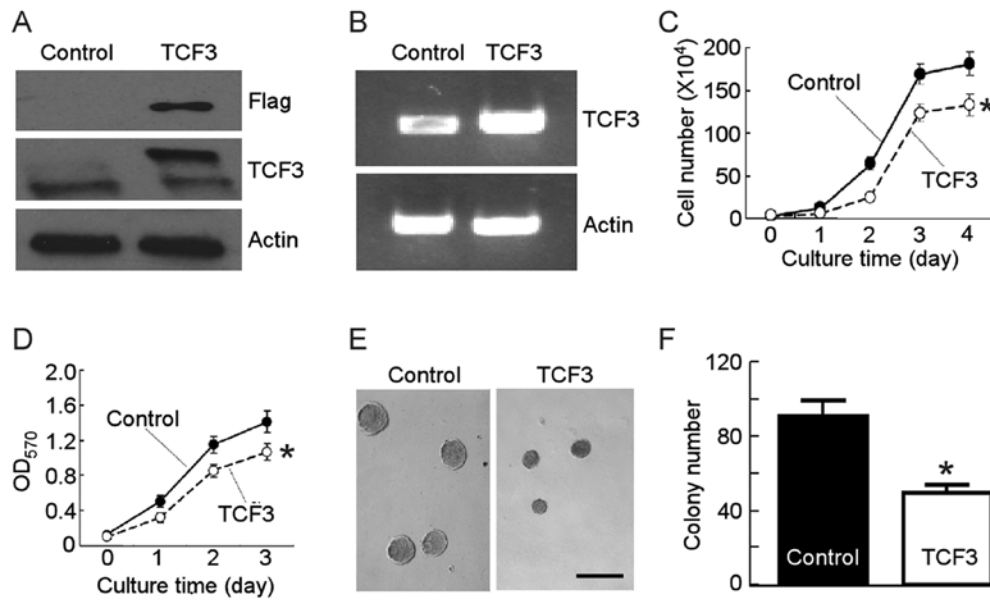 A
Control TCF3
Flag
TCF3
Actin
B
Control TCF3
TCF3
Actin
C
Cell number (X10⁴)
200
150
100
50
0
Control
*
TCF3
0 1 2 3 4
Culture time (day)
D
OD₅₇₀
2.0
1.6
1.2
0.8
0.4
0
Control
*
TCF3
0 1 2 3
Culture time (day)
E
Control TCF3
F
Colony number
120
80
40
0
*
Control TCF3